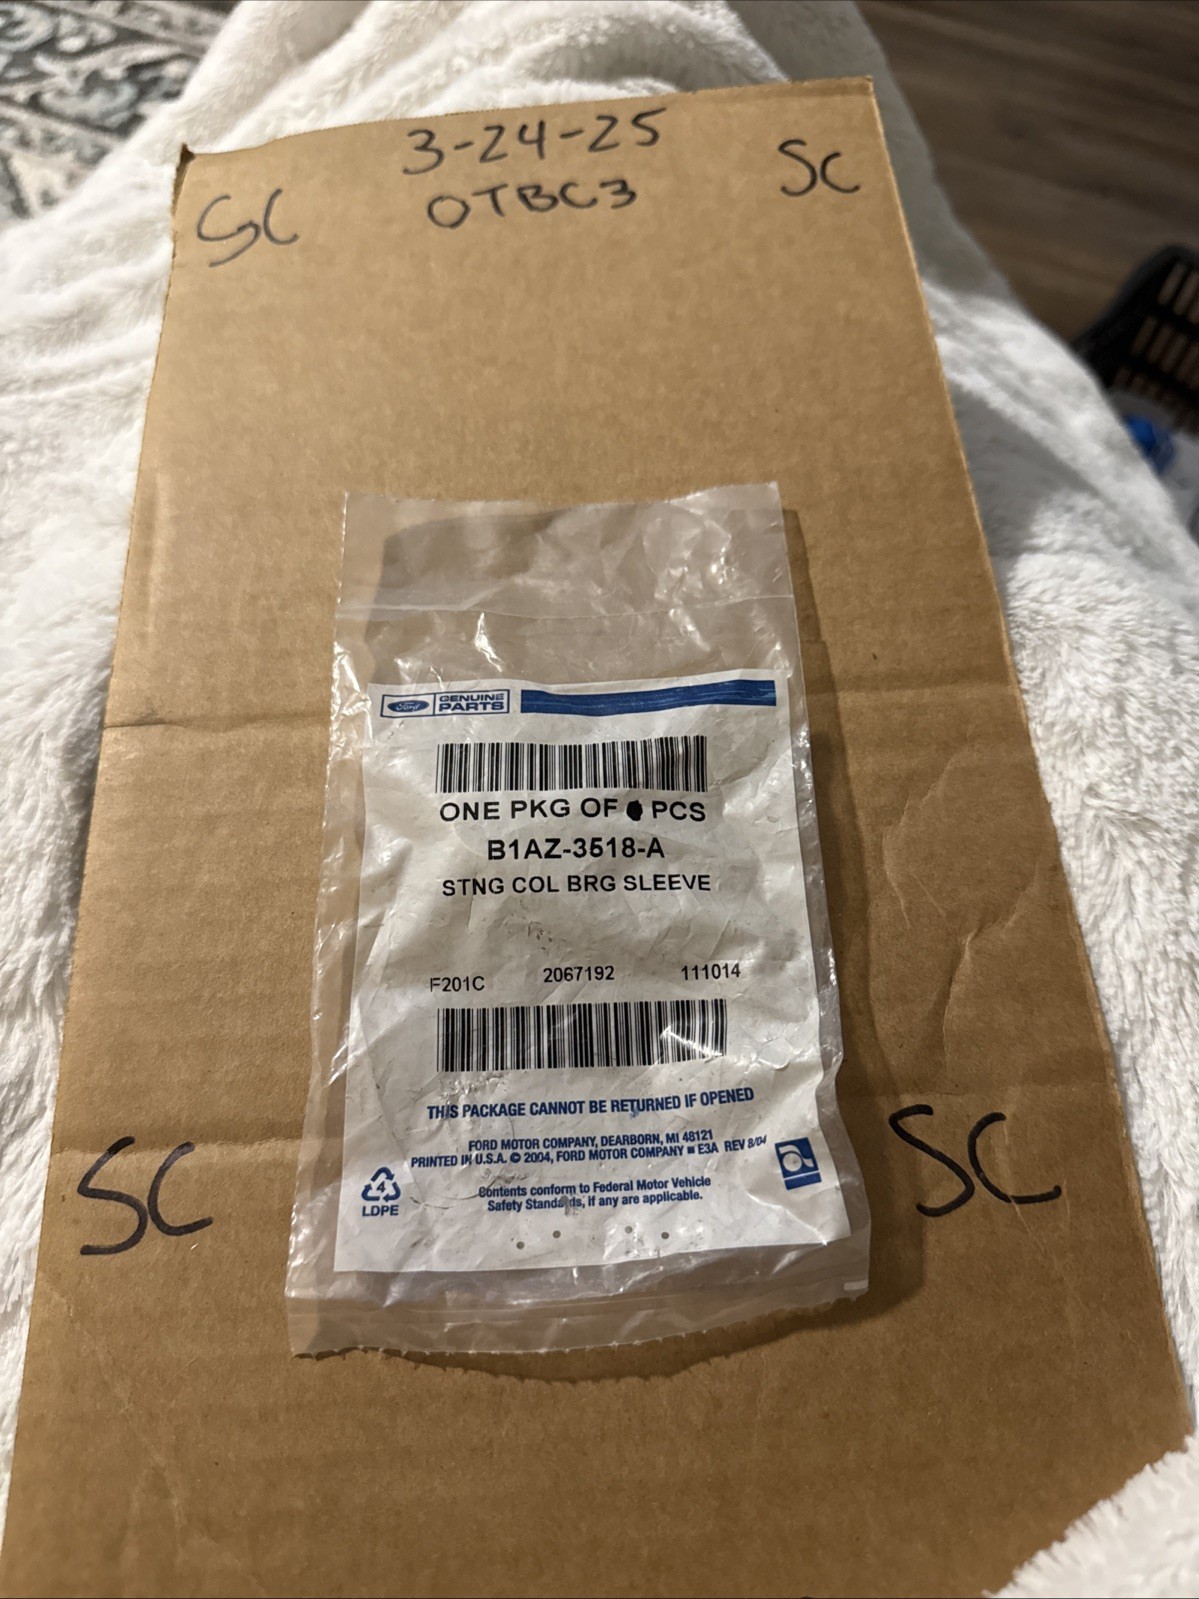 3-24-25
SC OTBC3 SC
Ford GENUINE PARTS
ONE PKG OF PCS
B1AZ-3518-A
STNG COL BRG SLEEVE
F201C 2067192 111014
THIS PACKAGE CANNOT BE RETURNED IF OPENED
FORD MOTOR COMPANY, DEARBORN, MI 48121
PRINTED IN U.S.A. © 2004, FORD MOTOR COMPANY ■ E3A REV 8/04
4
LDPE
Contents conform to Federal Motor Vehicle
Safety Standards, if any are applicable.
SC SC